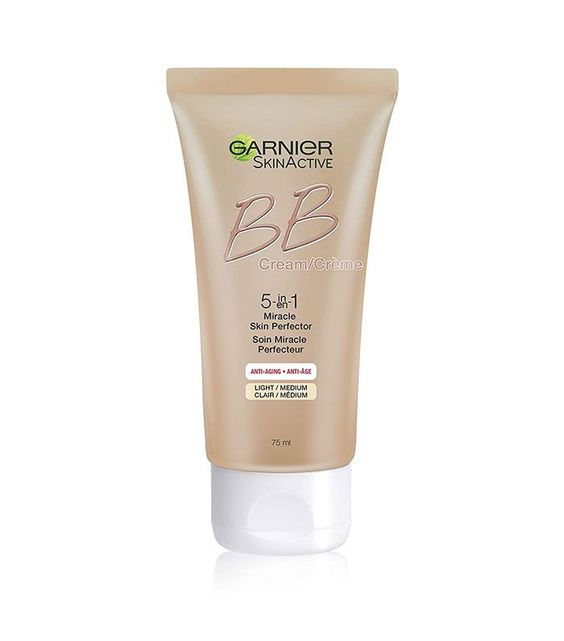 GARNIER
SKINACTIVE
BB
Cream/Crème
5-in/en-1
Miracle
Skin Perfector
Soin Miracle
Perfecteur
ANTI-AGING • ANTI-ÂGE
LIGHT / MEDIUM
CLAIR / MÉDIUM
75 ml